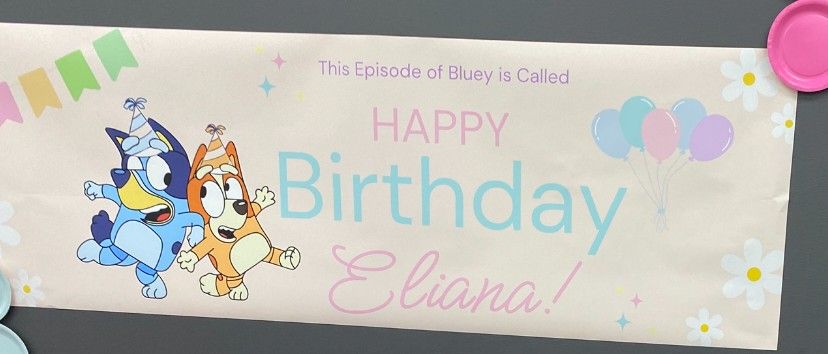 This Episode of Bluey is Called
HAPPY
Birthday
Eliana!